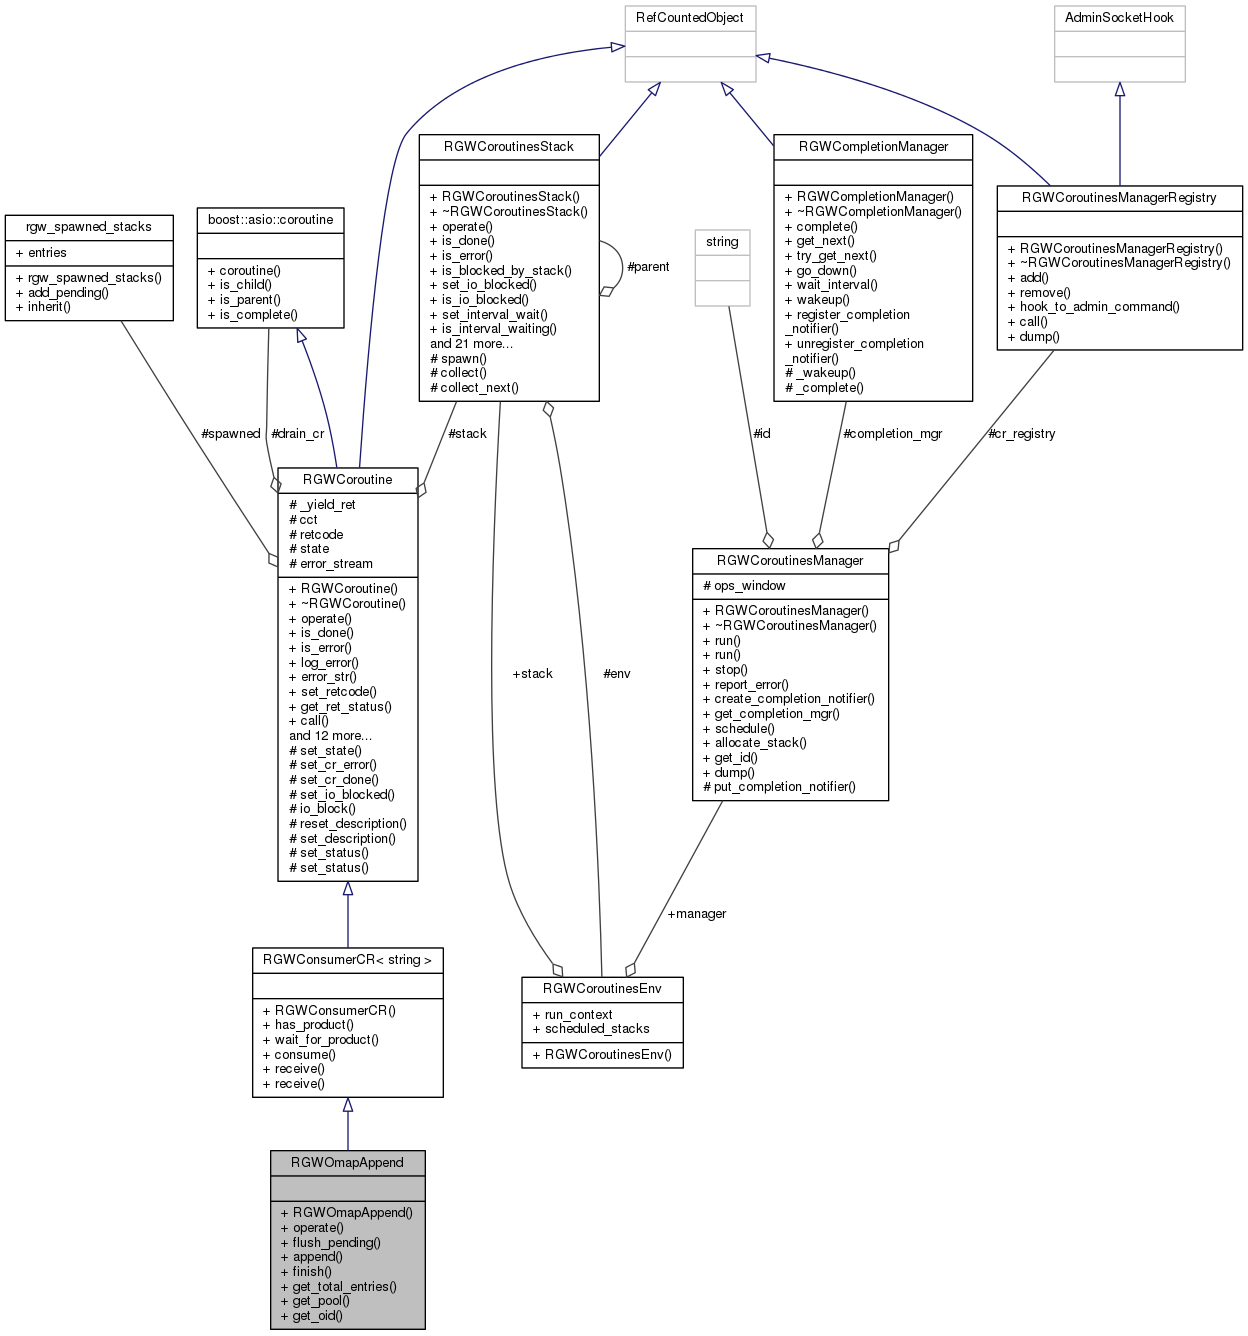 RefCountedObject
AdminSocketHook
RGWCoroutinesStack
+ RGWCoroutinesStack()
+ ~RGWCoroutinesStack()
+ operate()
+ is_done()
+ is_error()
+ is_blocked_by_stack()
+ set_io_blocked()
+ is_io_blocked()
+ set_interval_wait()
+ is_interval_waiting()
and 21 more...
# spawn()
# collect()
# collect_next()
#parent
RGWCompletionManager
+ RGWCompletionManager()
+ ~RGWCompletionManager()
+ complete()
+ get_next()
+ try_get_next()
+ go_down()
+ wait_interval()
+ wakeup()
+ register_completion
_notifier()
+ unregister_completion
_notifier()
# _wakeup()
# _complete()
RGWCoroutinesManagerRegistry
+ RGWCoroutinesManagerRegistry()
+ ~RGWCoroutinesManagerRegistry()
+ add()
+ remove()
+ hook_to_admin_command()
+ call()
+ dump()
rgw_spawned_stacks
+ entries
+ rgw_spawned_stacks()
+ add_pending()
+ inherit()
boost::asio::coroutine
+ coroutine()
+ is_child()
+ is_parent()
+ is_complete()
string
#spawned
#drain_cr
#stack
#id
#completion_mgr
#cr_registry
RGWCoroutine
# _yield_ret
# cct
# retcode
# state
# error_stream
+ RGWCoroutine()
+ ~RGWCoroutine()
+ operate()
+ is_done()
+ is_error()
+ log_error()
+ error_str()
+ set_retcode()
+ get_ret_status()
+ call()
and 12 more...
# set_state()
# set_cr_error()
# set_cr_done()
# set_io_blocked()
# io_block()
# reset_description()
# set_description()
# set_status()
# set_status()
RGWCoroutinesManager
# ops_window
+ RGWCoroutinesManager()
+ ~RGWCoroutinesManager()
+ run()
+ run()
+ stop()
+ report_error()
+ create_completion_notifier()
+ get_completion_mgr()
+ schedule()
+ allocate_stack()
+ get_id()
+ dump()
# put_completion_notifier()
+stack
#env
+manager
RGWConsumerCR< string >
+ RGWConsumerCR()
+ has_product()
+ wait_for_product()
+ consume()
+ receive()
+ receive()
RGWCoroutinesEnv
+ run_context
+ scheduled_stacks
+ RGWCoroutinesEnv()
RGWOmapAppend
+ RGWOmapAppend()
+ operate()
+ flush_pending()
+ append()
+ finish()
+ get_total_entries()
+ get_pool()
+ get_oid()